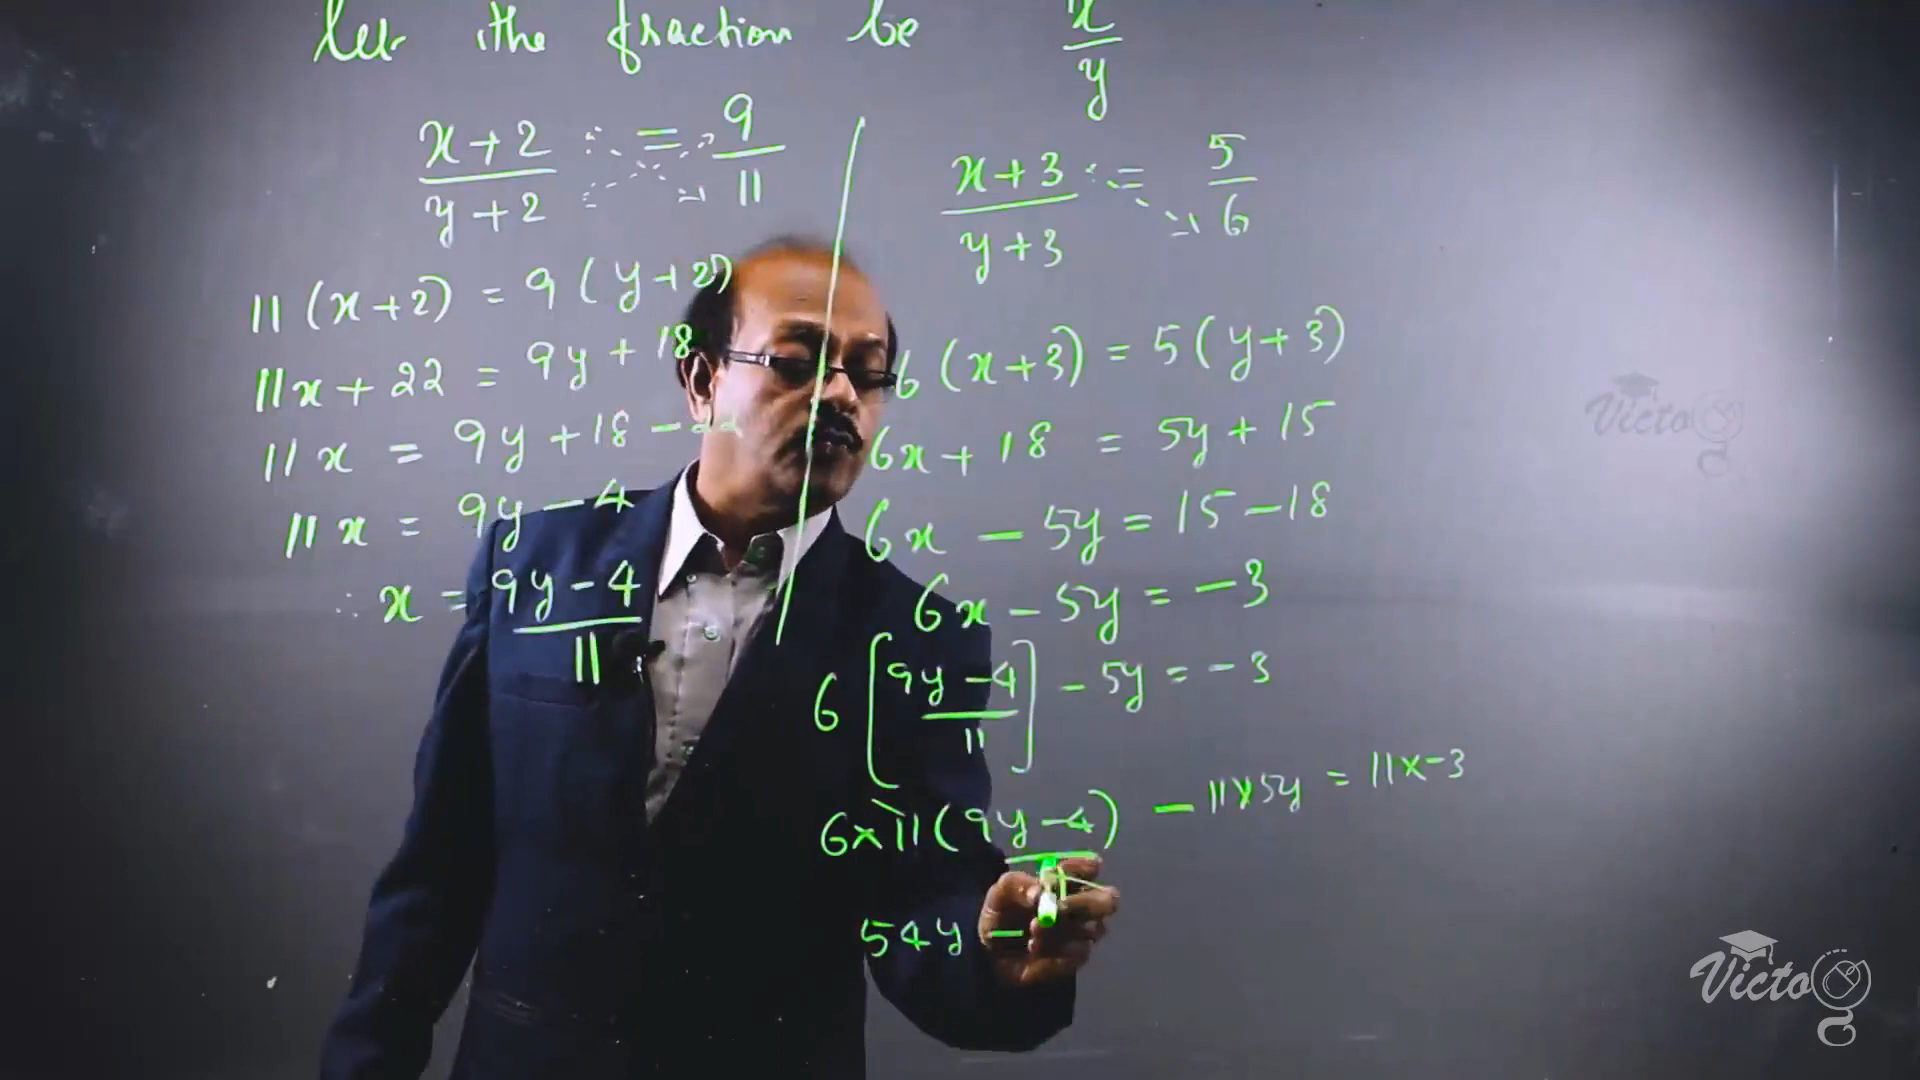 Let the fraction be x/y
(x+2)/(y+2) = 9/11
11(x+2) = 9(y+2)
11x + 22 = 9y + 18
11x = 9y + 18 - 22
11x = 9y - 4
∴ x = (9y - 4)/11
(x+3)/(y+3) = 5/6
6(x+3) = 5(y+3)
6x + 18 = 5y + 15
6x - 5y = 15 - 18
6x - 5y = -3
6[(9y - 4)/11] - 5y = -3
6×11(9y - 4)/11 - 11×5y = 11×-3
54y -
Victo
Victo